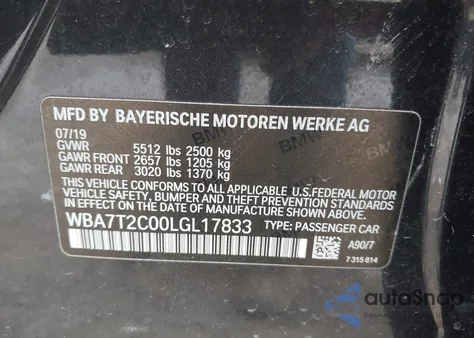 MFD BY BAYERISCHE MOTOREN WERKE AG
07/19
GVWR 5512 lbs 2500 kg
GAWR FRONT 2657 lbs 1205 kg
GAWR REAR 3020 lbs 1370 kg
THIS VEHICLE CONFORMS TO ALL APPLICABLE U.S.FEDERAL MOTOR
VEHICLE SAFETY, BUMPER AND THEFT PREVENTION STANDARDS
IN EFFECT ON THE DATE OF MANUFACTURE SHOWN ABOVE.
WBA7T2C00LGL17833 TYPE: PASSENGER CAR
A90/7
7 315 814
autoSnap
Powered by